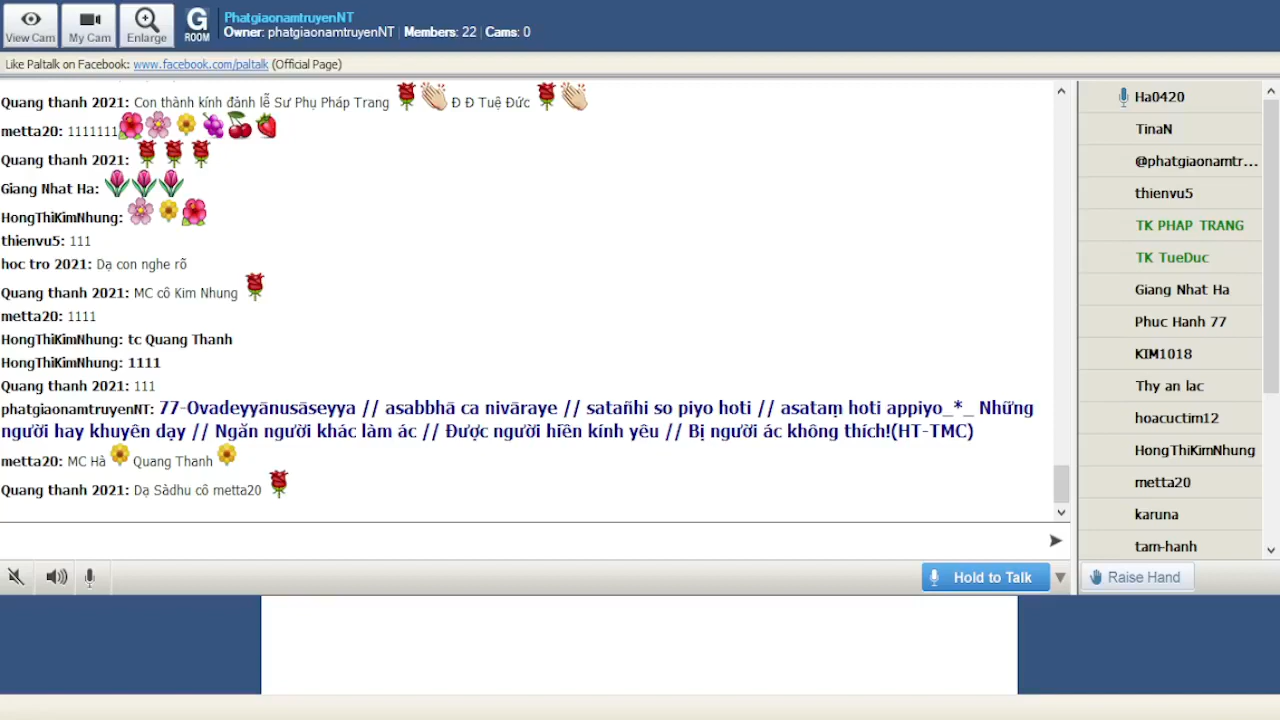 View Cam
My Cam
Enlarge
G
ROOM
PhatgiaonamtruyenNT
Owner: phatgiaonamtruyenNT | Members: 22 | Cams: 0
Like Paltalk on Facebook: www.facebook.com/paltalk (Official Page)
Quang thanh 2021: Con thành kính đảnh lễ Sư Phụ Pháp Trang Đ Đ Tuệ Đức
metta20: 1111111
Quang thanh 2021:
Giang Nhat Ha:
HongThiKimNhung:
thienvu5: 111
hoc tro 2021: Dạ con nghe rõ
Quang thanh 2021: MC cô Kim Nhung
metta20: 1111
HongThiKimNhung: tc Quang Thanh
HongThiKimNhung: 1111
Quang thanh 2021: 111
phatgiaonamtruyenNT: 77-Ovadeyyānusāseyya // asabbhā ca nivāraye // satañhi so piyo hoti // asataṃ hoti appiyo_*_ Những
người hay khuyên dạy // Ngăn người khác làm ác // Được người hiền kính yêu // Bị người ác không thích!(HT-TMC)
metta20: MC Hà Quang Thanh
Quang thanh 2021: Dạ Sàdhu cô metta20
Hold to Talk
Ha0420
TinaN
@phatgiaonamtr...
thienvu5
TK PHAP TRANG
TK TueDuc
Giang Nhat Ha
Phuc Hanh 77
KIM1018
Thy an lac
hoacuctim12
HongThiKimNhung
metta20
karuna
tam-hanh
Raise Hand